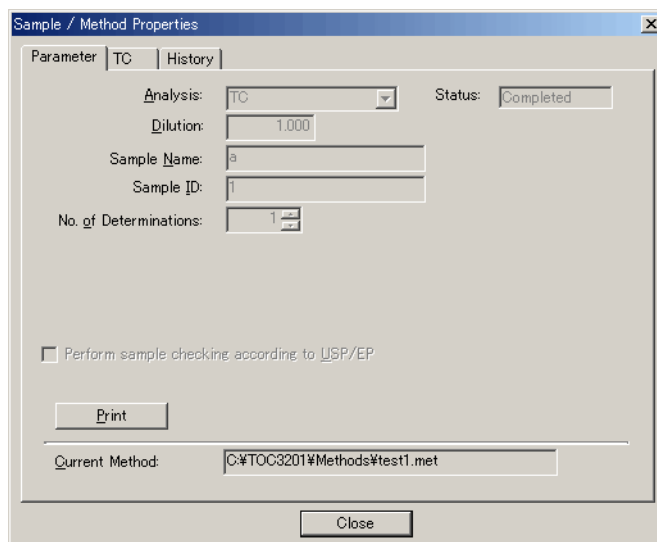 Sample / Method Properties
Parameter TC History
Analysis: TC Status: Completed
Dilution: 1.000
Sample Name: a
Sample ID: 1
No. of Determinations: 1
Perform sample checking according to USP/EP
Print
Current Method: C:¥TOC3201¥Methods¥test1.met
Close